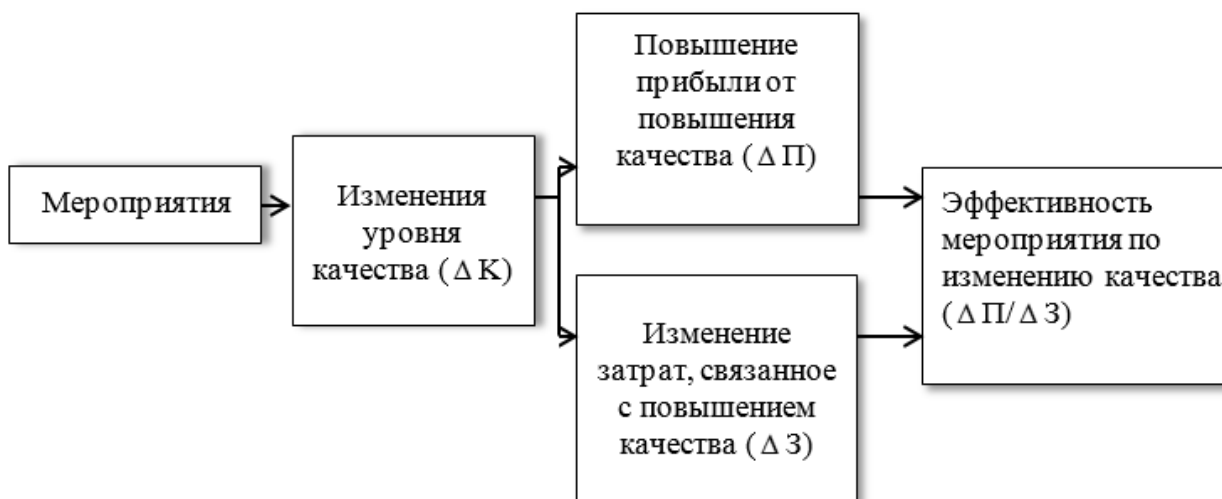 Мероприятия
Изменения
уровня
качества (Δ К)
Повышение
прибыли от
повышения
качества (Δ П)
Изменение
затрат, связанное
с повышением
качества (Δ З)
Эффективность
мероприятия по
изменению качества
(Δ П/ Δ З)